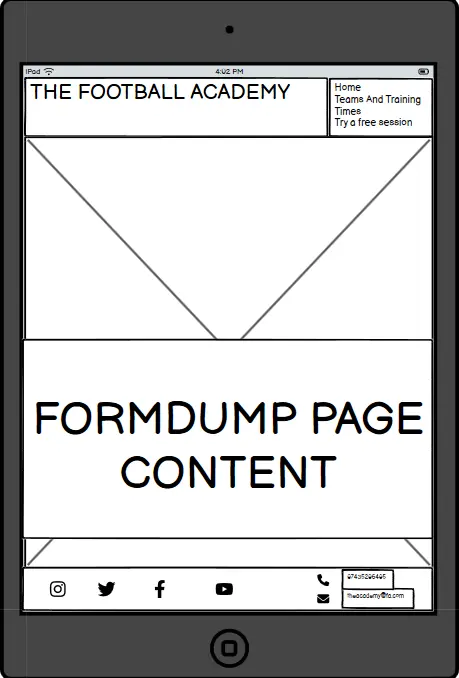 iPad 4:02 PM
THE FOOTBALL ACADEMY
Home
Teams And Training
Times
Try a free session
FORMDUMP PAGE
CONTENT
07435296495
theacademy@fa.com